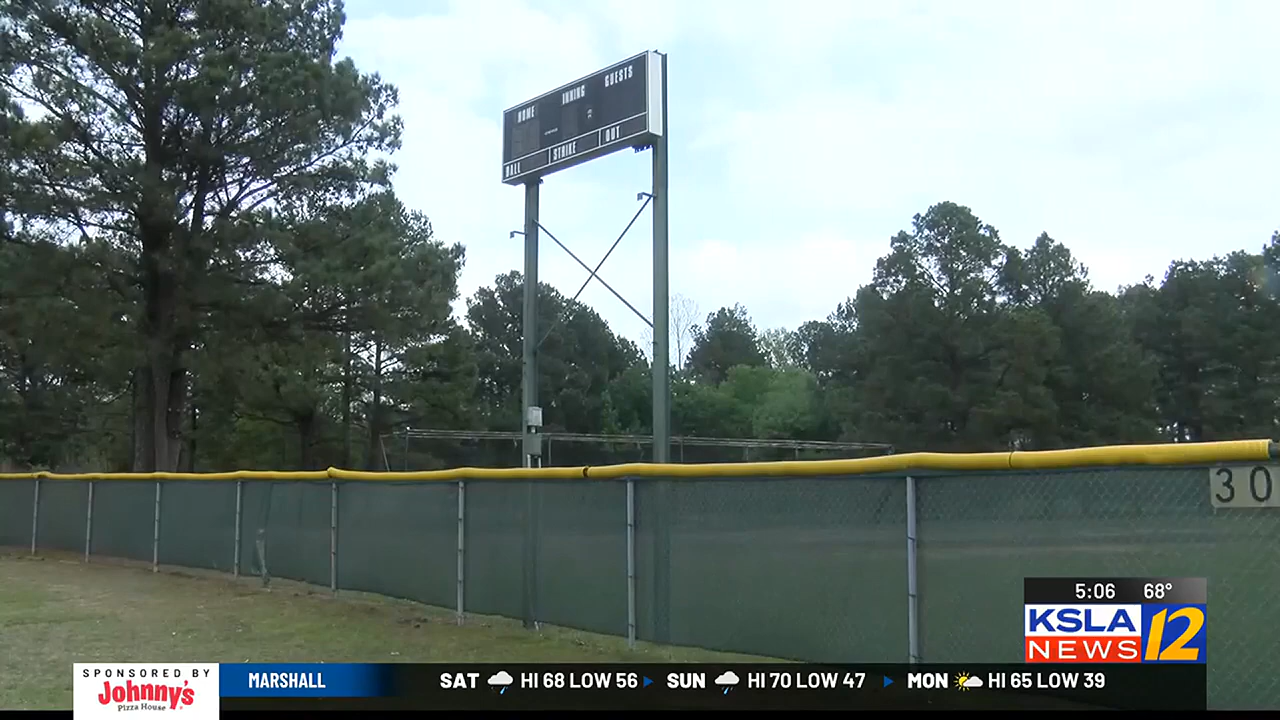 HOME INNING GUESTS
BALL STRIKE OUT
30
5:06 68°
KSLA
NEWS 12
SPONSORED BY
Johnny's
Pizza House
MARSHALL SAT HI 68 LOW 56 SUN HI 70 LOW 47 MON HI 65 LOW 39